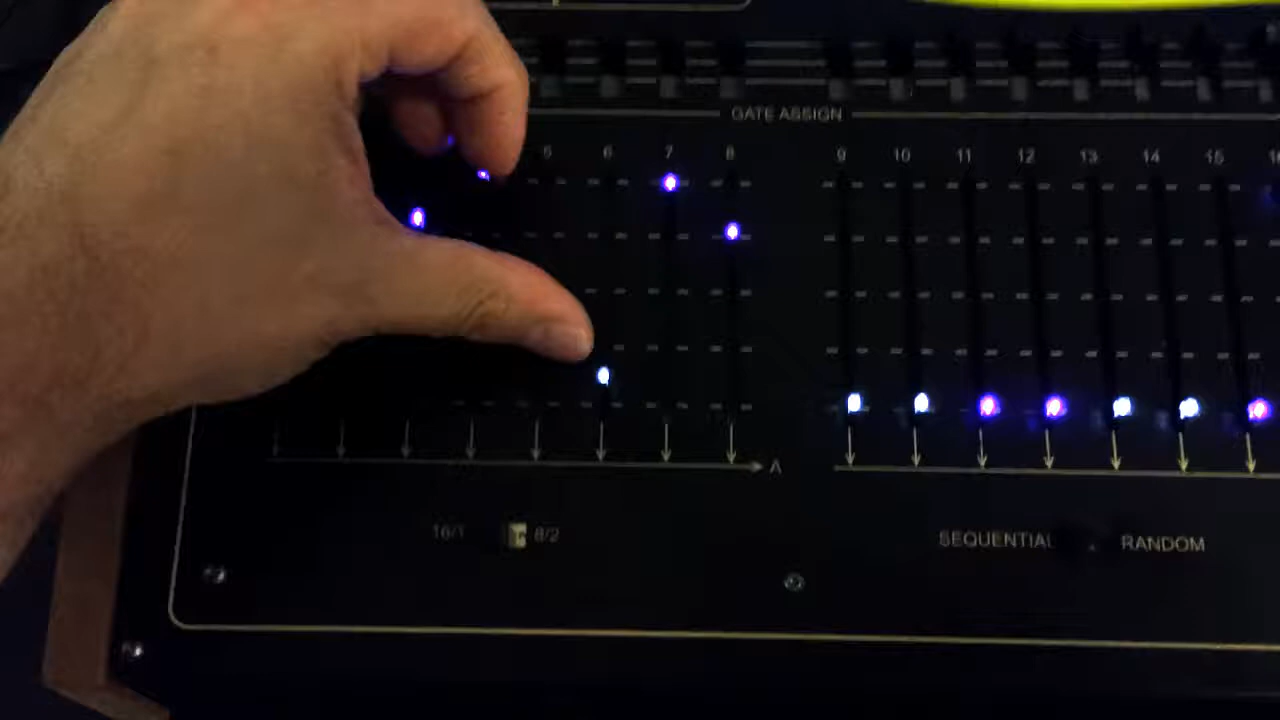 GATE ASSIGN
5 6 7 8 9 10 11 12 13 14 15
A
16/1 8/2
SEQUENTIAL RANDOM